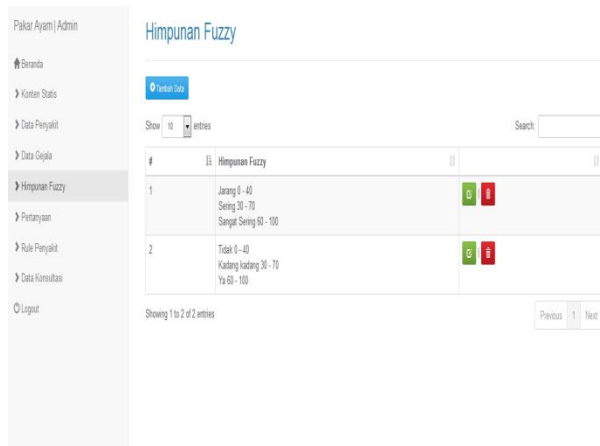 Pakar Ayam | Admin
Beranda
Konten Statis
Data Penyakit
Data Gejala
Himpunan Fuzzy
Pertanyaan
Rule Penyakit
Data Konsultasi
Logout
Himpunan Fuzzy
Tambah Data
Show 10 entries
Search:
# Himpunan Fuzzy
1 Jarang 0 - 40
Sering 30 - 70
Sangat Sering 60 - 100
|
2 Tidak 0 - 40
Kadang kadang 30 - 70
Ya 60 - 100
|
Showing 1 to 2 of 2 entries
Previous 1 Next